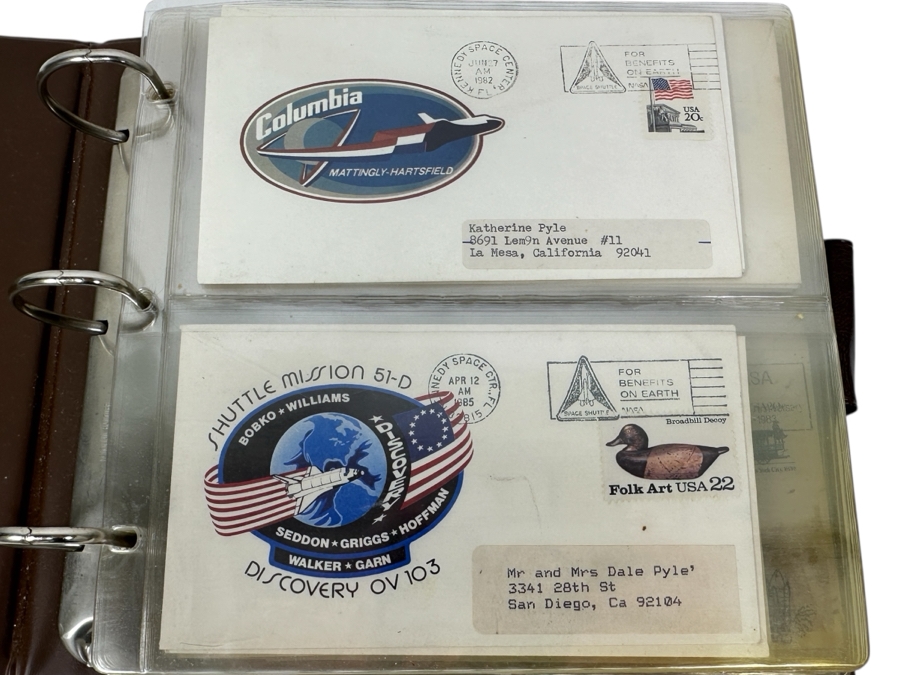 KENNEDY SPACE CENTER, FL
JUN 27
AM
1982
SPACE SHUTTLE
FOR
BENEFITS
ON EARTH
NASA
USA
20c
Columbia
MATTINGLY-HARTSFIELD
Katherine Pyle
8691 Lem9n Avenue #11
La Mesa, California 92041
SHUTTLE MISSION 51-D
BOBKO ★ WILLIAMS
★ DISCOVERY ★
SEDDON ★ GRIGGS ★ HOFFMAN
WALKER ★ GARN
DISCOVERY OV 103
SPACE CTR. FL
APR 12
AM
1985
SPACE SHUTTLE
FOR
BENEFITS
ON EARTH
NASA
Broadbill Decoy
Folk Art USA 22
Mr and Mrs Dale Pyle'
3341 28th St
San Diego, Ca 92104